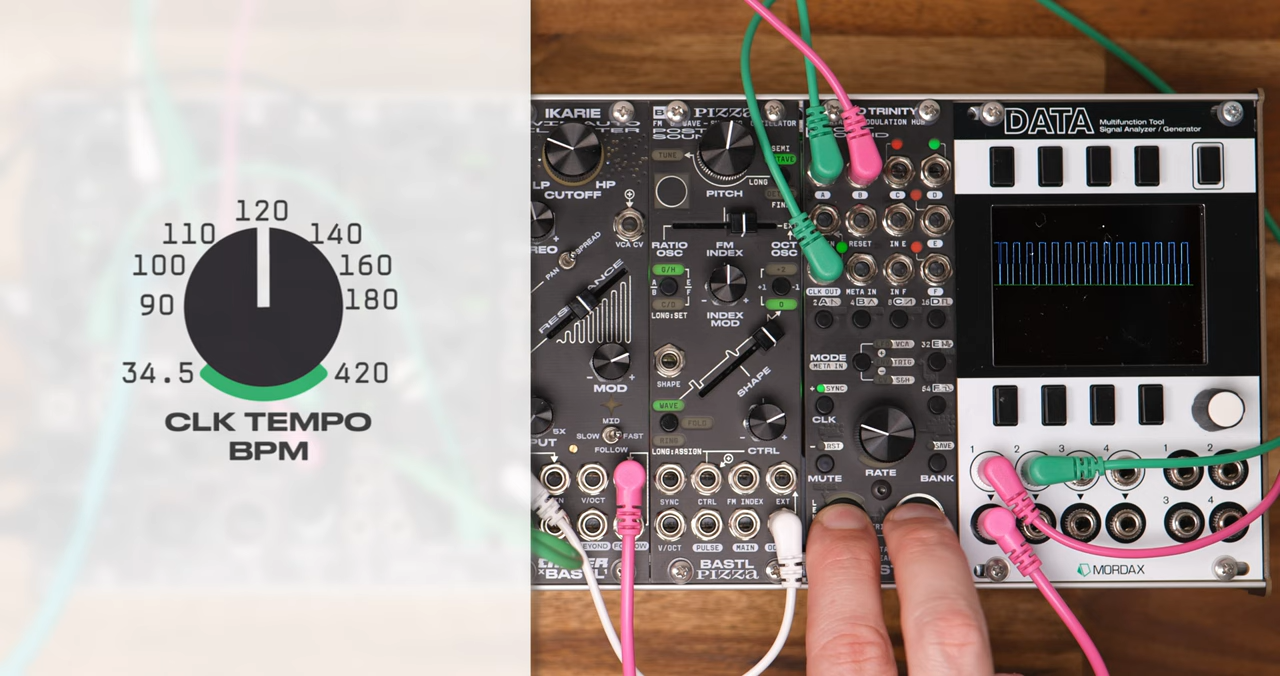 120
110
140
100
160
90
180
34.5
420
CLK TEMPO
BPM
IKARIE
LP
HP
CUTOFF
VCA CV
PAN
SPREAD
RESONANCE
MOD
MID
SLOW
FAST
FOLLOW
V/OCT
BASTL
PIZZA
TUNE
SEMI
OCTAVE
PITCH
LONG
RATIO
OSC
FM
INDEX
OCT
OSC
INDEX
MOD
LONG:SET
SHAPE
SHAPE
WAVE
FOLD
RING
LONG:ASSIGN
CTRL
SYNC
CTRL
FM INDEX
EXT
V/OCT
PULSE
MAIN
BASTL
PIZZA
TRINITY
A
B
C
D
RESET
IN E
E
CLK OUT
META IN
IN F
F
MODE
META IN
VCA
TRIG
S&H
SYNC
CLK
RST
SAVE
RATE
MUTE
BANK
DATA
Multifunction Tool
Signal Analyzer / Generator
1
2
3
4
1
2
3
4
MORDAX